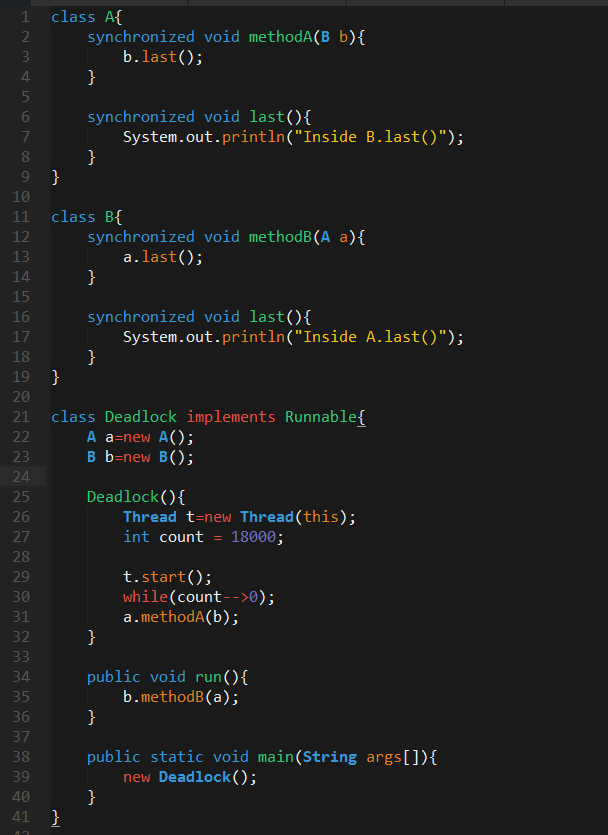 1 class A{
2     synchronized void methodA(B b){
3         b.last();
4     }
5
6     synchronized void last(){
7         System.out.println("Inside B.last()");
8     }
9 }
10
11 class B{
12     synchronized void methodB(A a){
13         a.last();
14     }
15
16     synchronized void last(){
17         System.out.println("Inside A.last()");
18     }
19 }
20
21 class Deadlock implements Runnable{
22     A a=new A();
23     B b=new B();
24
25     Deadlock(){
26         Thread t=new Thread(this);
27         int count = 18000;
28
29         t.start();
30         while(count-->0);
31         a.methodA(b);
32     }
33
34     public void run(){
35         b.methodB(a);
36     }
37
38     public static void main(String args[]){
39         new Deadlock();
40     }
41 }